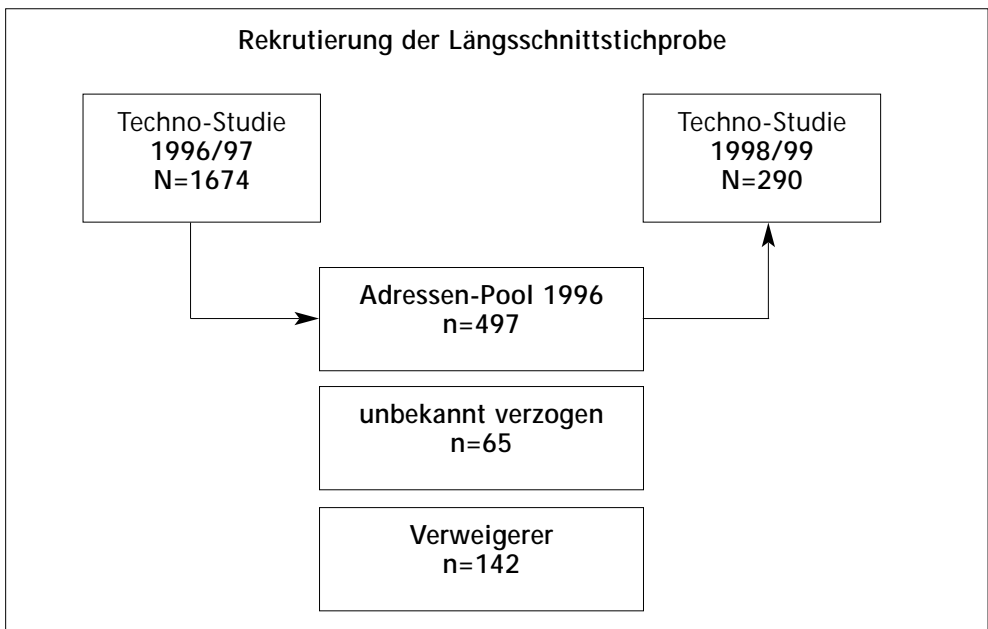 Rekrutierung der Längsschnittstichprobe
Techno-Studie
1996/97
N=1674
Techno-Studie
1998/99
N=290
Adressen-Pool 1996
n=497
unbekannt verzogen
n=65
Verweigerer
n=142